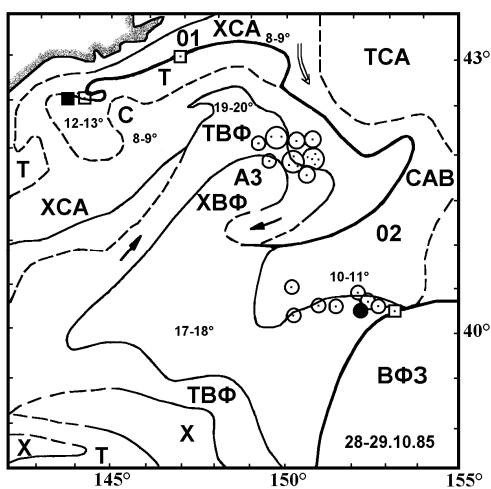 ХСА
01
8-9°
ТСА
43°
Т
19-20°
12-13°
С
8-9°
ТВФ
Т
А3
САВ
ХСА
ХВФ
02
10-11°
17-18°
40°
ВФЗ
ТВФ
Х
Х
Т
28-29.10.85
145°
150°
155°